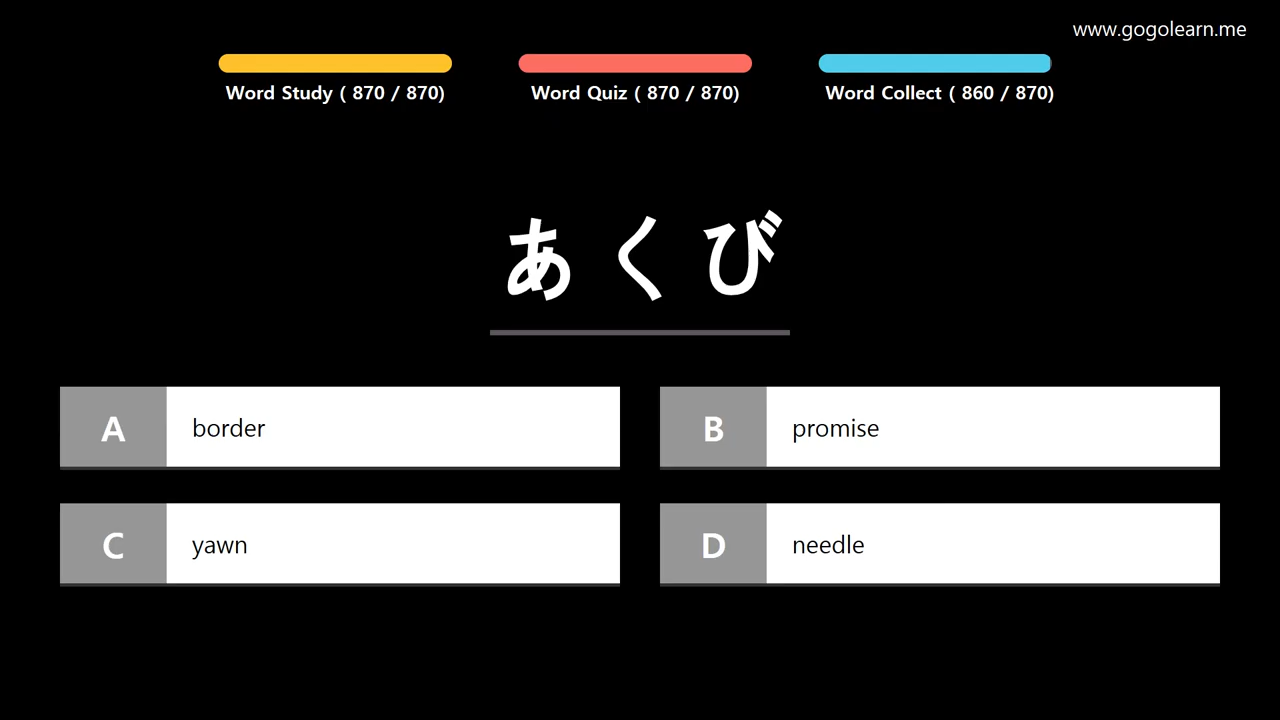 www.gogolearn.me
Word Study ( 870 / 870)
Word Quiz ( 870 / 870)
Word Collect ( 860 / 870)
あくび
A border
B promise
C yawn
D needle